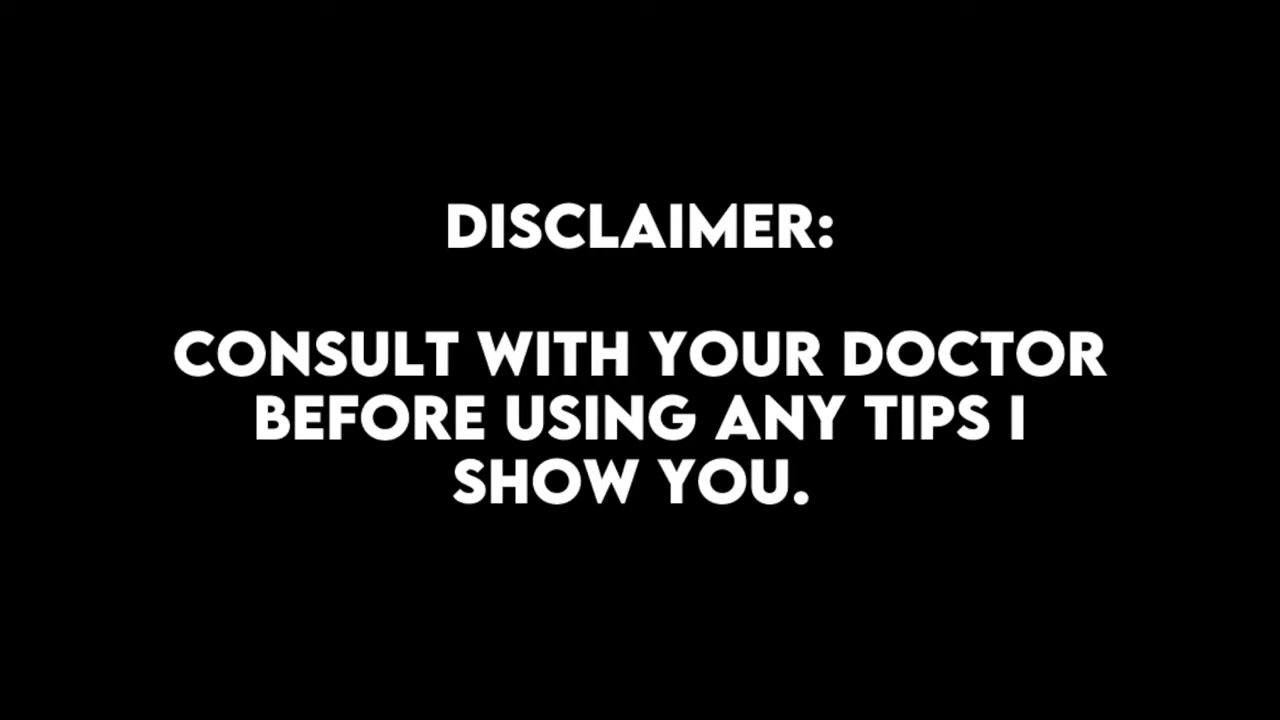 DISCLAIMER:
CONSULT WITH YOUR DOCTOR
BEFORE USING ANY TIPS I
SHOW YOU.